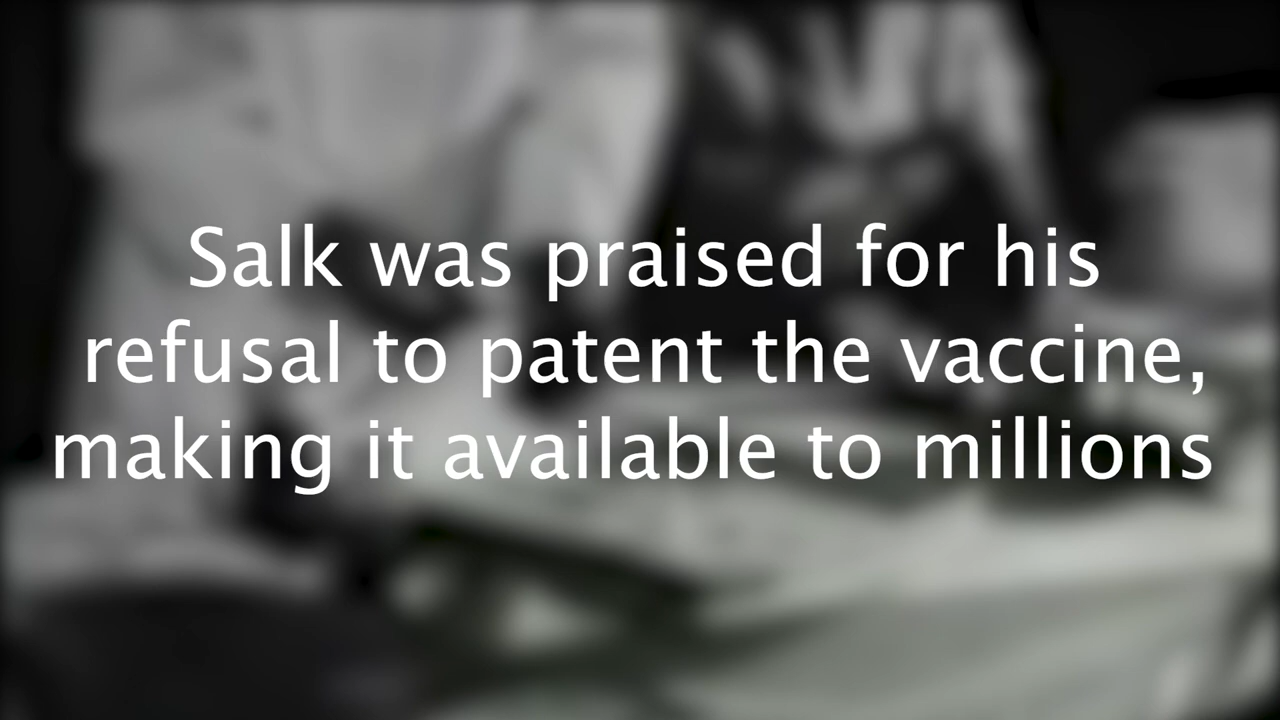 Salk was praised for his
refusal to patent the vaccine,
making it available to millions